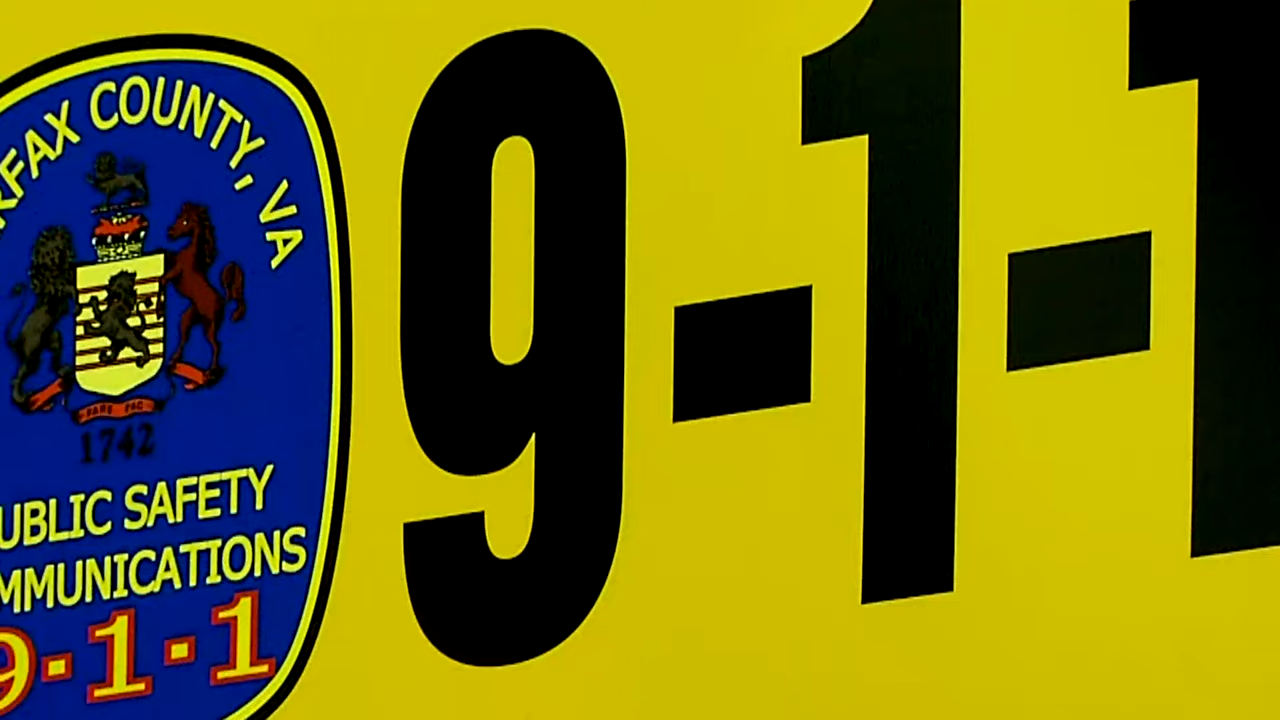 RFAX COUNTY, VA
1742
UBLIC SAFETY
MMUNICATIONS
9·1·1
9-1-1